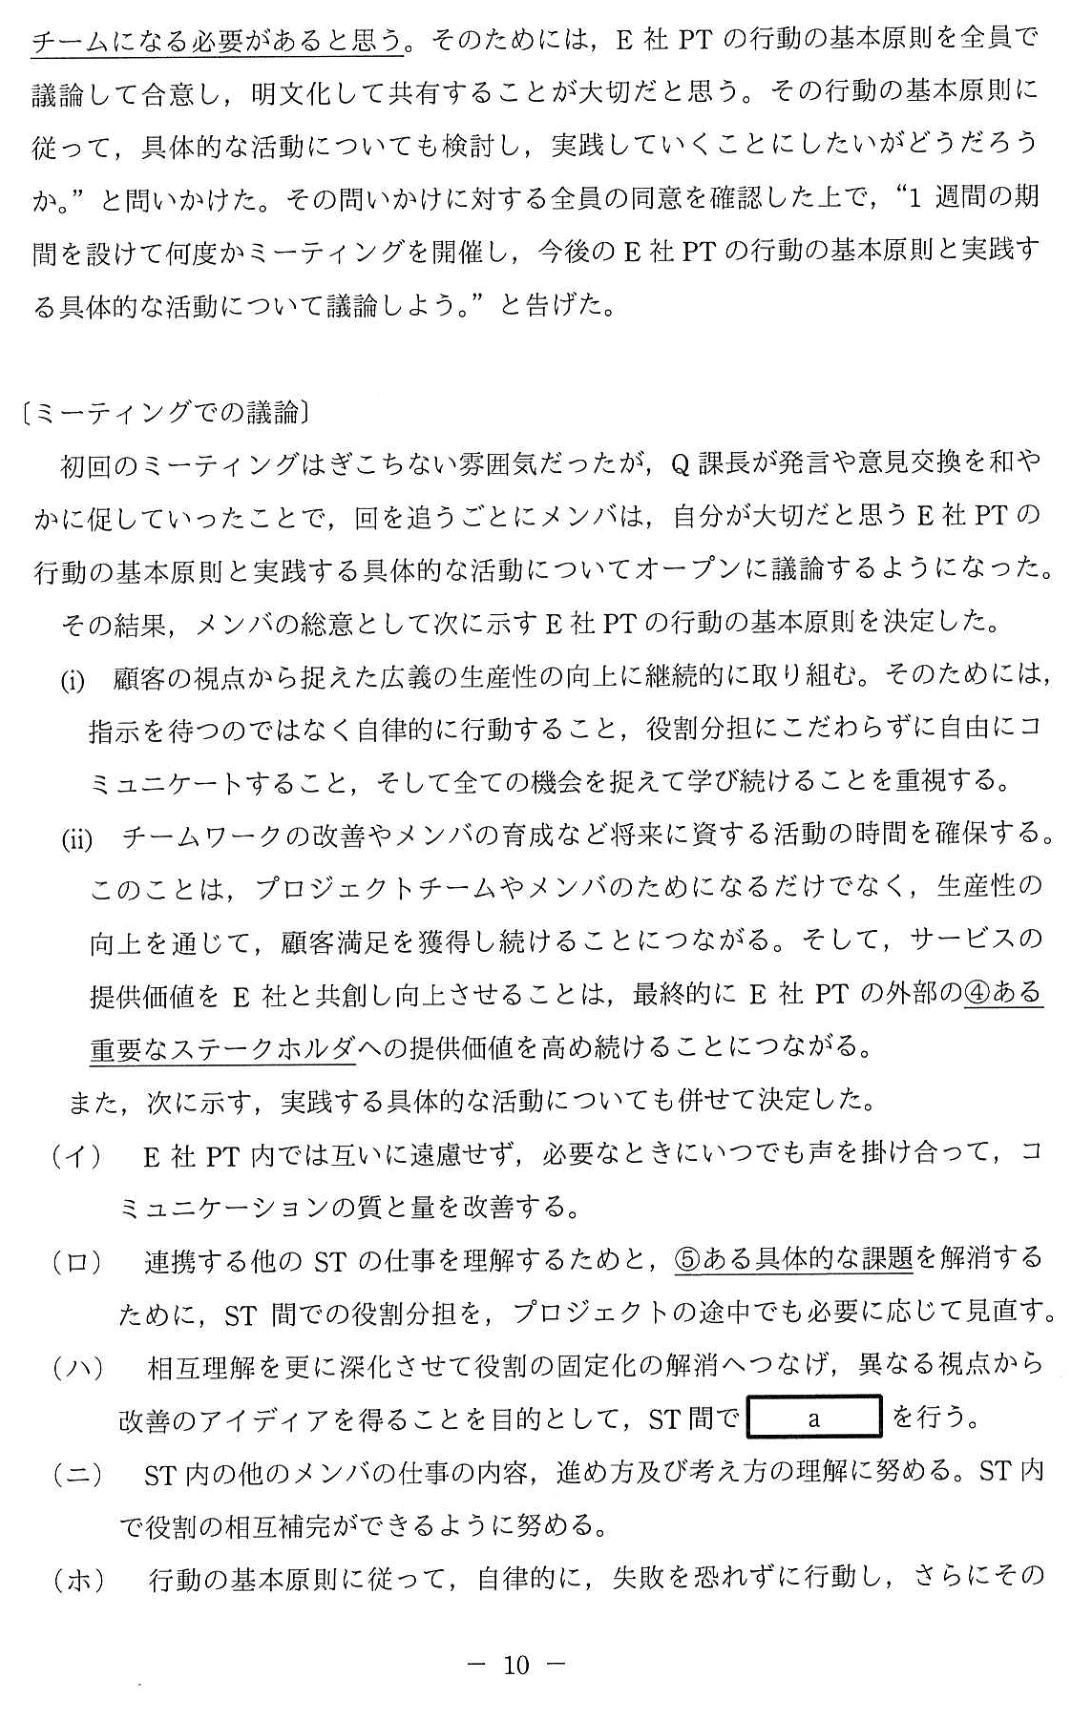 チームになる必要があると思う。そのためには，E 社 PT の行動の基本原則を全員で
議論して合意し，明文化して共有することが大切だと思う。その行動の基本原則に
従って，具体的な活動についても検討し，実践していくことにしたいがどうだろう
か。”と問いかけた。その問いかけに対する全員の同意を確認した上で，“1 週間の期
間を設けて何度かミーティングを開催し，今後の E 社 PT の行動の基本原則と実践す
る具体的な活動について議論しよう。”と告げた。
〔ミーティングでの議論〕
初回のミーティングはぎこちない雰囲気だったが，Q 課長が発言や意見交換を和や
かに促していったことで，回を追うごとにメンバは，自分が大切だと思う E 社 PT の
行動の基本原則と実践する具体的な活動についてオープンに議論するようになった。
その結果，メンバの総意として次に示す E 社 PT の行動の基本原則を決定した。
(i) 顧客の視点から捉えた広義の生産性の向上に継続的に取り組む。そのためには，
指示を待つのではなく自律的に行動すること，役割分担にこだわらずに自由にコ
ミュニケートすること，そして全ての機会を捉えて学び続けることを重視する。
(ii) チームワークの改善やメンバの育成など将来に資する活動の時間を確保する。
このことは，プロジェクトチームやメンバのためになるだけでなく，生産性の
向上を通じて，顧客満足を獲得し続けることにつながる。そして，サービスの
提供価値を E 社と共創し向上させることは，最終的に E 社 PT の外部の④ある
重要なステークホルダへの提供価値を高め続けることにつながる。
また，次に示す，実践する具体的な活動についても併せて決定した。
（イ） E 社 PT 内では互いに遠慮せず，必要なときにいつでも声を掛け合って，コ
ミュニケーションの質と量を改善する。
（ロ） 連携する他の ST の仕事を理解するためと，⑤ある具体的な課題を解消する
ために，ST 間での役割分担を，プロジェクトの途中でも必要に応じて見直す。
（ハ） 相互理解を更に深化させて役割の固定化の解消へつなげ，異なる視点から
改善のアイディアを得ることを目的として，ST 間で a を行う。
（ニ） ST 内の他のメンバの仕事の内容，進め方及び考え方の理解に努める。ST 内
で役割の相互補完ができるように努める。
（ホ） 行動の基本原則に従って，自律的に，失敗を恐れずに行動し，さらにその
－ 10 －